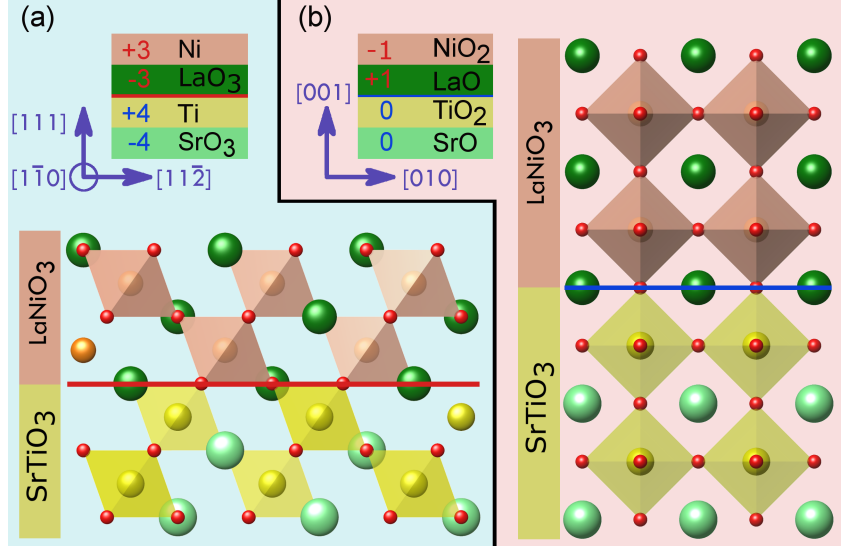 (a)
+3 Ni
-3 LaO3
+4 Ti
-4 SrO3
[111]
[11̄0] [112̄]
LaNiO3
SrTiO3
(b)
-1 NiO2
+1 LaO
0 TiO2
0 SrO
[001]
[010]
LaNiO3
SrTiO3